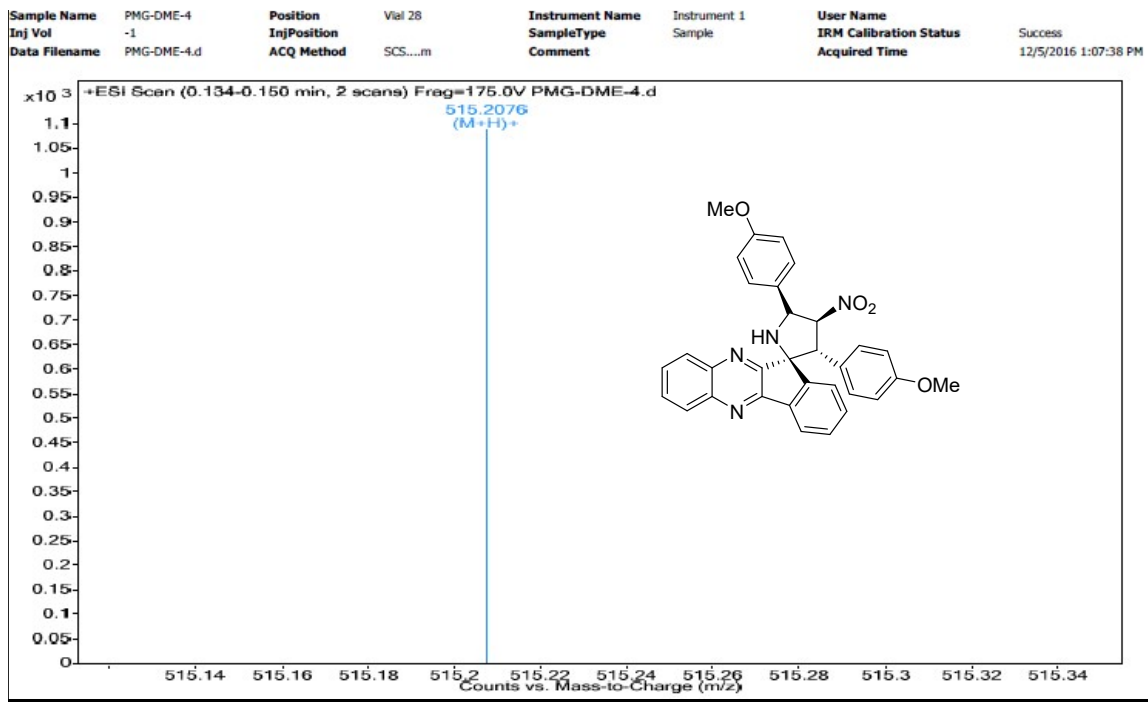 Sample Name PMG-DME-4 Position Vial 28 Instrument Name Instrument 1 User Name
Inj Vol -1 InjPosition SampleType Sample IRM Calibration Status Success
Data Filename PMG-DME-4.d ACQ Method SCS....m Comment Acquired Time 12/5/2016 1:07:38 PM
x10 3 +ESI Scan (0.134-0.150 min, 2 scans) Frag=175.0V PMG-DME-4.d
515.2076
(M+H)+
1.1
1.05
1
0.95
0.9
0.85
0.8
0.75
0.7
0.65
0.6
0.55
0.5
0.45
0.4
0.35
0.3
0.25
0.2
0.15
0.1
0.05
0
MeO
NO2
HN
N
OMe
N
515.14 515.16 515.18 515.2 515.22 515.24 515.26 515.28 515.3 515.32 515.34
Counts vs. Mass-to-Charge (m/z)